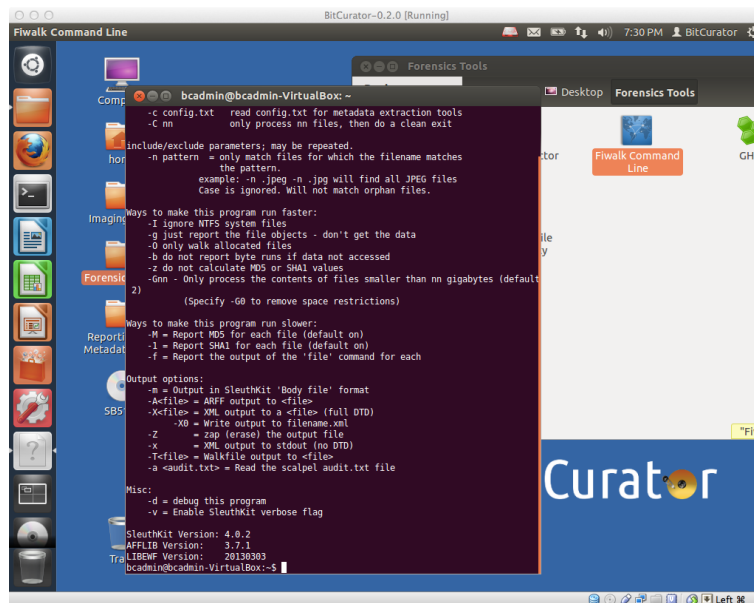 BitCurator-0.2.0 [Running]
Fiwalk Command Line
7:30 PM
BitCurator
Forensics Tools
Desktop
Forensics Tools
Fiwalk Command
Line
GH
Comp
hor
Imaging
Forensic
Reporti
Metadat
SB5
Tra
bcadmin@bcadmin-VirtualBox: ~
-c config.txt   read config.txt for metadata extraction tools
-C nn           only process nn files, then do a clean exit
include/exclude parameters; may be repeated.
-n pattern  = only match files for which the filename matches
the pattern.
example: -n .jpeg -n .jpg will find all JPEG files
Case is ignored. Will not match orphan files.
Ways to make this program run faster:
-I ignore NTFS system files
-g just report the file objects - don't get the data
-O only walk allocated files
-b do not report byte runs if data not accessed
-z do not calculate MD5 or SHA1 values
-Gnn - Only process the contents of files smaller than nn gigabytes (default
2)
(Specify -G0 to remove space restrictions)
Ways to make this program run slower:
-M = Report MD5 for each file (default on)
-1 = Report SHA1 for each file (default on)
-f = Report the output of the 'file' command for each
Output options:
-m = Output in SleuthKit 'Body file' format
-A<file> = ARFF output to <file>
-X<file> = XML output to a <file> (full DTD)
-X0 = Write output to filename.xml
-Z      = zap (erase) the output file
-x      = XML output to stdout (no DTD)
-T<file> = Walkfile output to <file>
-a <audit.txt> = Read the scalpel audit.txt file
Misc:
-d = debug this program
-v = Enable SleuthKit verbose flag
SleuthKit Version: 4.0.2
AFFLIB Version:    3.7.1
LIBEWF Version:    20130303
bcadmin@bcadmin-VirtualBox:~$
tor
ile
y
"Fi
Curator
Left ⌘